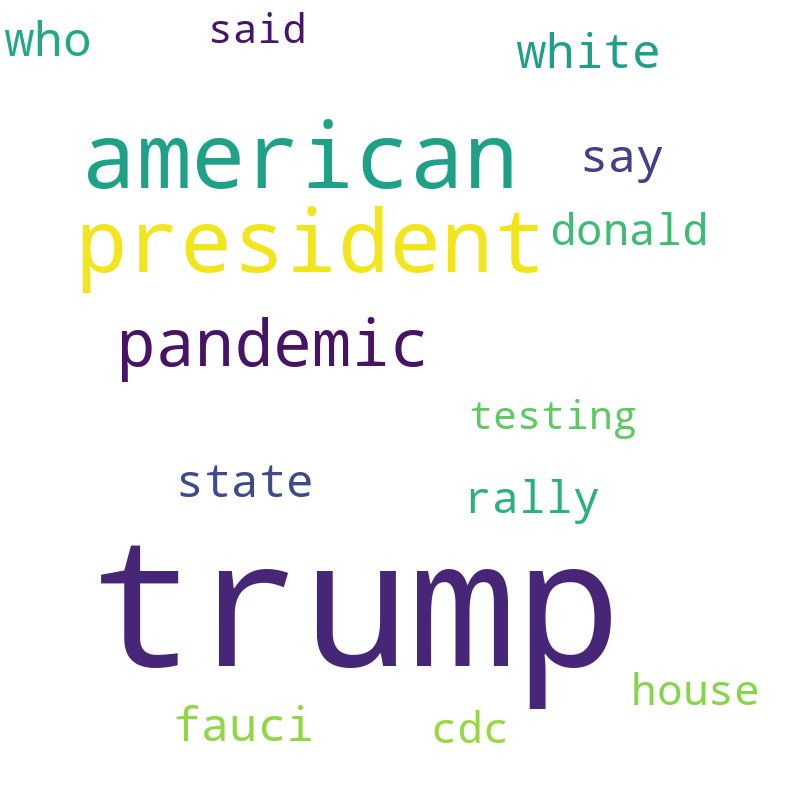 who said white
american say
president donald
pandemic
testing
state rally
trump
house
fauci cdc